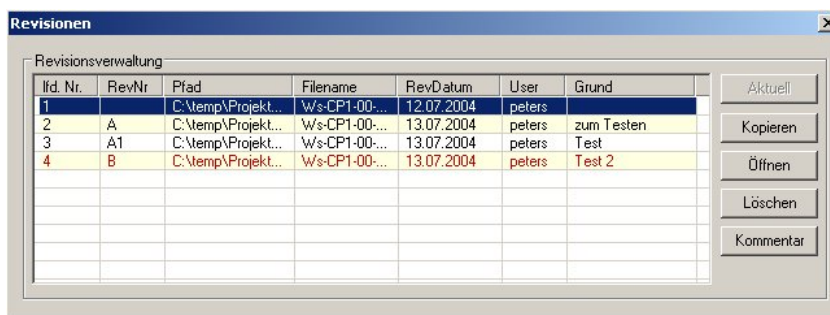 Revisionen
Revisionsverwaltung
lfd. Nr. RevNr Pfad Filename RevDatum User Grund
1 C:\temp\Projekt... Ws-CP1-00-... 12.07.2004 peters
2 A C:\temp\Projekt... Ws-CP1-00-... 13.07.2004 peters zum Testen
3 A1 C:\temp\Projekt... Ws-CP1-00-... 13.07.2004 peters Test
4 B C:\temp\Projekt... Ws-CP1-00-... 13.07.2004 peters Test 2
Aktuell
Kopieren
Öffnen
Löschen
Kommentar